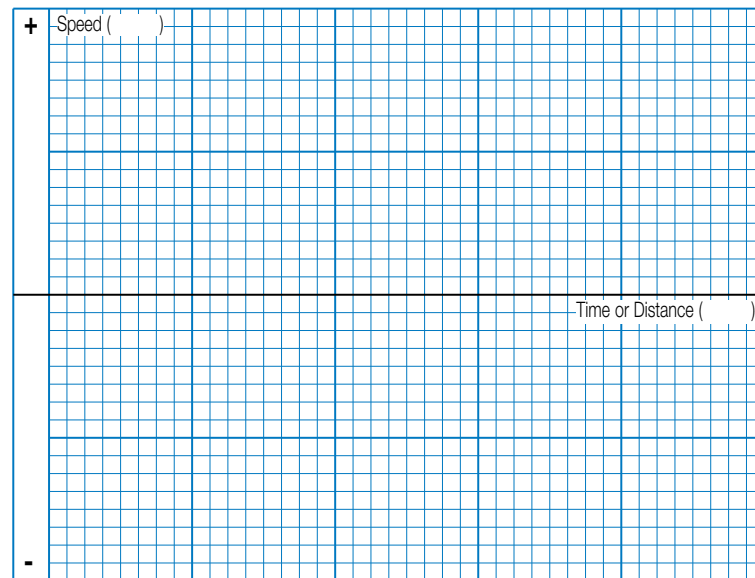 + Speed ( )
Time or Distance ( )
-